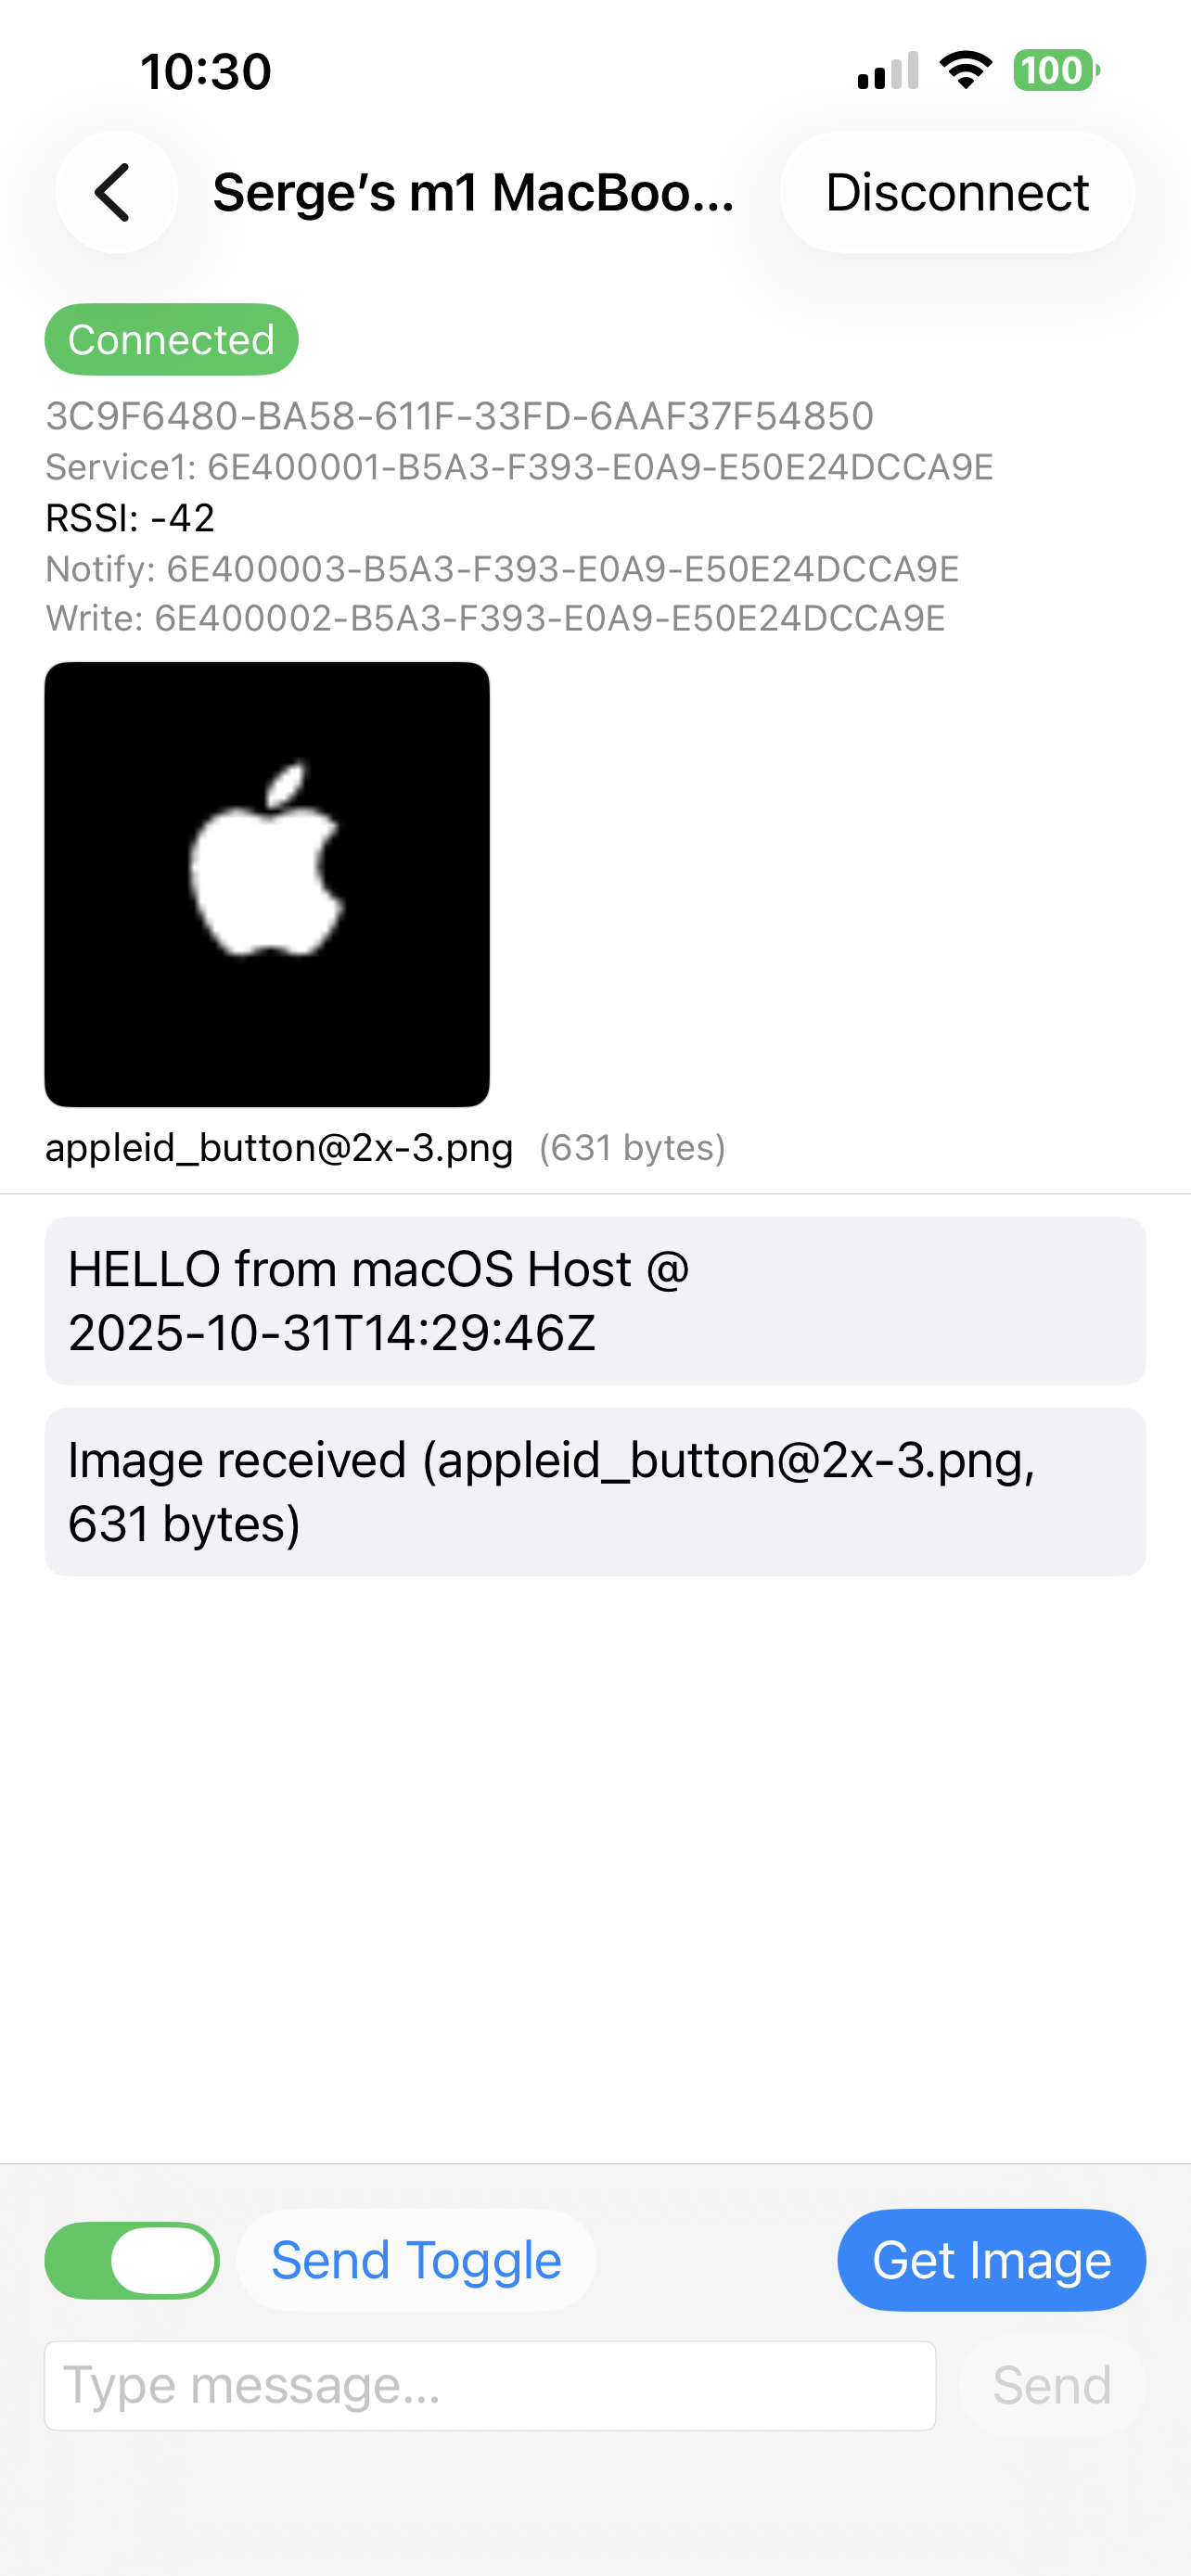 10:30
100
Serge’s m1 MacBoo...
Disconnect
Connected
3C9F6480-BA58-611F-33FD-6AAF37F54850
Service1: 6E400001-B5A3-F393-E0A9-E50E24DCCA9E
RSSI: -42
Notify: 6E400003-B5A3-F393-E0A9-E50E24DCCA9E
Write: 6E400002-B5A3-F393-E0A9-E50E24DCCA9E
appleid_button@2x-3.png (631 bytes)
HELLO from macOS Host @
2025-10-31T14:29:46Z
Image received (appleid_button@2x-3.png,
631 bytes)
Send Toggle
Get Image
Type message...
Send